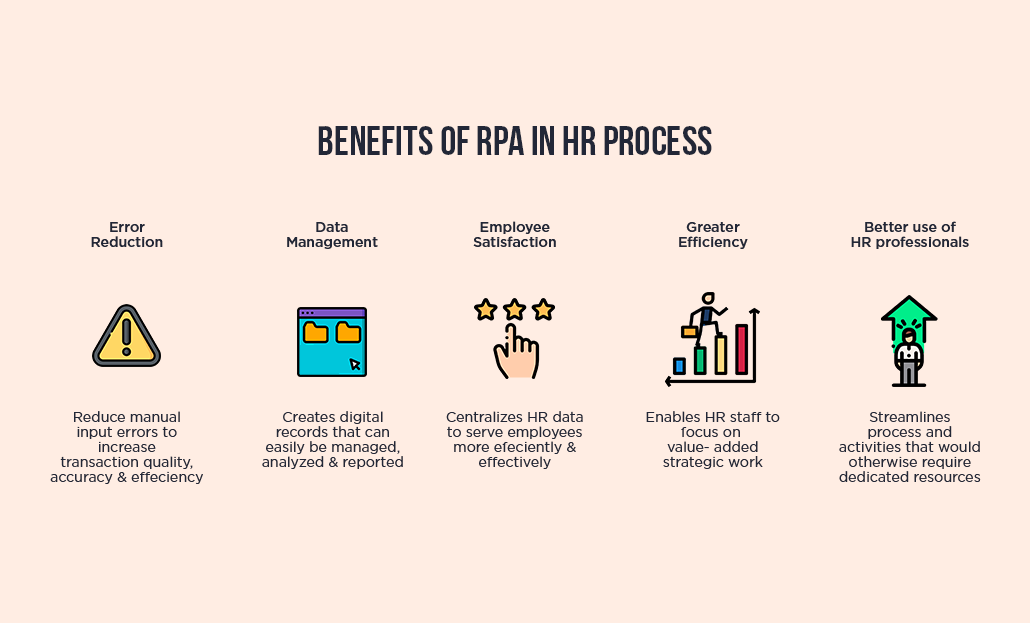 BENEFITS OF RPA IN HR PROCESS
Error
Reduction
Reduce manual
input errors to
increase
transaction quality,
accuracy & effeciency
Data
Management
Creates digital
records that can
easily be managed,
analyzed & reported
Employee
Satisfaction
Centralizes HR data
to serve employees
more efeciently &
effectively
Greater
Efficiency
Enables HR staff to
focus on
value- added
strategic work
Better use of
HR professionals
Streamlines
process and
activities that would
otherwise require
dedicated resources